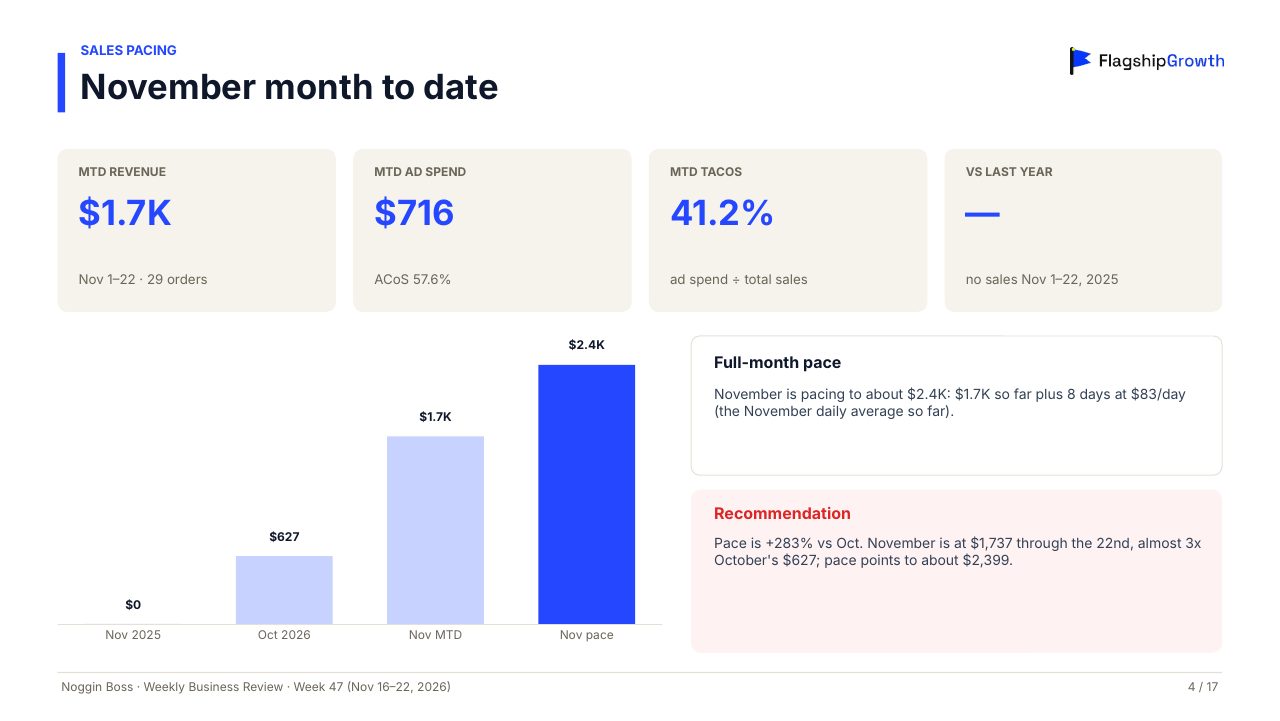 SALES PACING
November month to date
FlagshipGrowth
MTD REVENUE
$1.7K
Nov 1–22 · 29 orders
MTD AD SPEND
$716
ACoS 57.6%
MTD TACOS
41.2%
ad spend ÷ total sales
VS LAST YEAR
—
no sales Nov 1–22, 2025
$0
$627
$1.7K
$2.4K
Nov 2025
Oct 2026
Nov MTD
Nov pace
Full-month pace
November is pacing to about $2.4K: $1.7K so far plus 8 days at $83/day
(the November daily average so far).
Recommendation
Pace is +283% vs Oct. November is at $1,737 through the 22nd, almost 3x
October's $627; pace points to about $2,399.
Noggin Boss · Weekly Business Review · Week 47 (Nov 16–22, 2026)
4 / 17